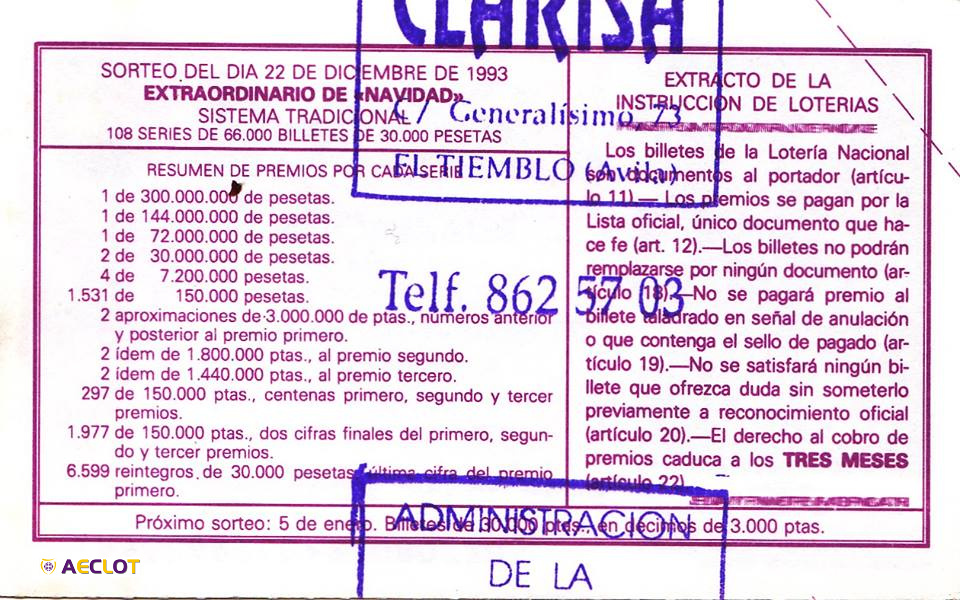 CLARISA
C/ Generalísimo, 73
EL TIEMBLO (Avila)
Telf. 862 57 03
SORTEO DEL DIA 22 DE DICIEMBRE DE 1993
EXTRAORDINARIO DE «NAVIDAD»
SISTEMA TRADICIONAL
108 SERIES DE 66.000 BILLETES DE 30.000 PESETAS
RESUMEN DE PREMIOS POR CADA SERIE
1 de 300.000.000 de pesetas.
1 de 144.000.000 de pesetas.
1 de 72.000.000 de pesetas.
2 de 30.000.000 de pesetas.
4 de 7.200.000 pesetas.
1.531 de 150.000 pesetas.
2 aproximaciones de 3.000.000 de ptas., números anterior
y posterior al premio primero.
2 ídem de 1.800.000 ptas., al premio segundo.
2 ídem de 1.440.000 ptas., al premio tercero.
297 de 150.000 ptas., centenas primero, segundo y tercer
premios.
1.977 de 150.000 ptas., dos cifras finales del primero, segun-
do y tercer premios.
6.599 reintegros de 30.000 pesetas última cifra del premio
primero.
EXTRACTO DE LA
INSTRUCCION DE LOTERIAS
Los billetes de la Lotería Nacional
son documentos al portador (artícu-
lo 11).— Los premios se pagan por la
Lista oficial, único documento que ha-
ce fe (art. 12).—Los billetes no podrán
remplazarse por ningún documento (ar-
tículo 18).—No se pagará premio al
billete taladrado en señal de anulación
o que contenga el sello de pagado (ar-
tículo 19).—No se satisfará ningún bi-
llete que ofrezca duda sin someterlo
previamente a reconocimiento oficial
(artículo 20).—El derecho al cobro de
premios caduca a los TRES MESES
(artículo 22)
Próximo sorteo: 5 de enero. Billetes de 30.000 ptas., en décimos de 3.000 ptas.
ADMINISTRACION
DE LA
AECLOT